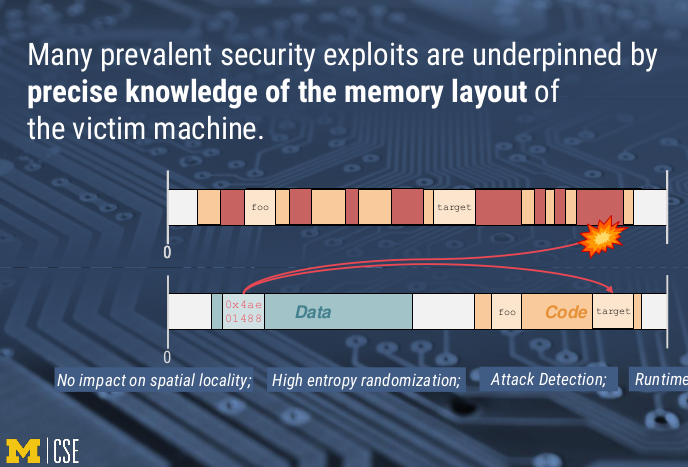 Many prevalent security exploits are underpinned by
precise knowledge of the memory layout of
the victim machine.
foo
target
0
0x4ae
01488
Data
foo
Code
target
0
No impact on spatial locality;
High entropy randomization;
Attack Detection;
Runtime
M CSE